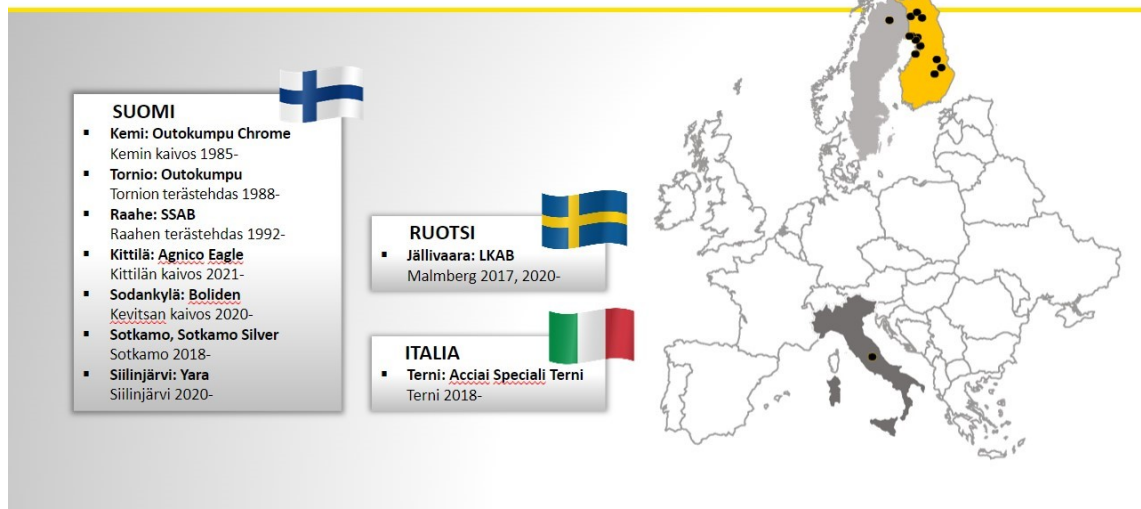 SUOMI
▪ Kemi: Outokumpu Chrome
Kemin kaivos 1985-
▪ Tornio: Outokumpu
Tornion terästehdas 1988-
▪ Raahe: SSAB
Raahen terästehdas 1992-
▪ Kittilä: Agnico Eagle
Kittilän kaivos 2021-
▪ Sodankylä: Boliden
Kevitsan kaivos 2020-
▪ Sotkamo, Sotkamo Silver
Sotkamo 2018-
▪ Siilinjärvi: Yara
Siilinjärvi 2020-
RUOTSI
▪ Jällivaara: LKAB
Malmberg 2017, 2020-
ITALIA
▪ Terni: Acciai Speciali Terni
Terni 2018-